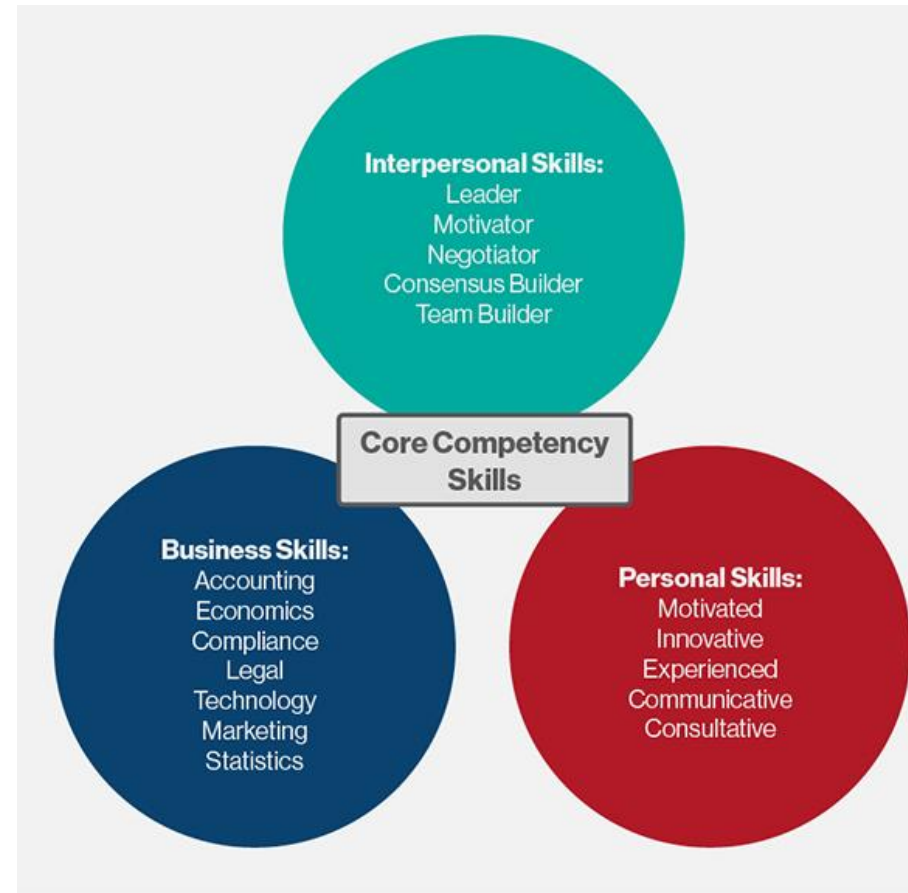 Interpersonal Skills:
Leader
Motivator
Negotiator
Consensus Builder
Team Builder
Core Competency
Skills
Business Skills:
Accounting
Economics
Compliance
Legal
Technology
Marketing
Statistics
Personal Skills:
Motivated
Innovative
Experienced
Communicative
Consultative